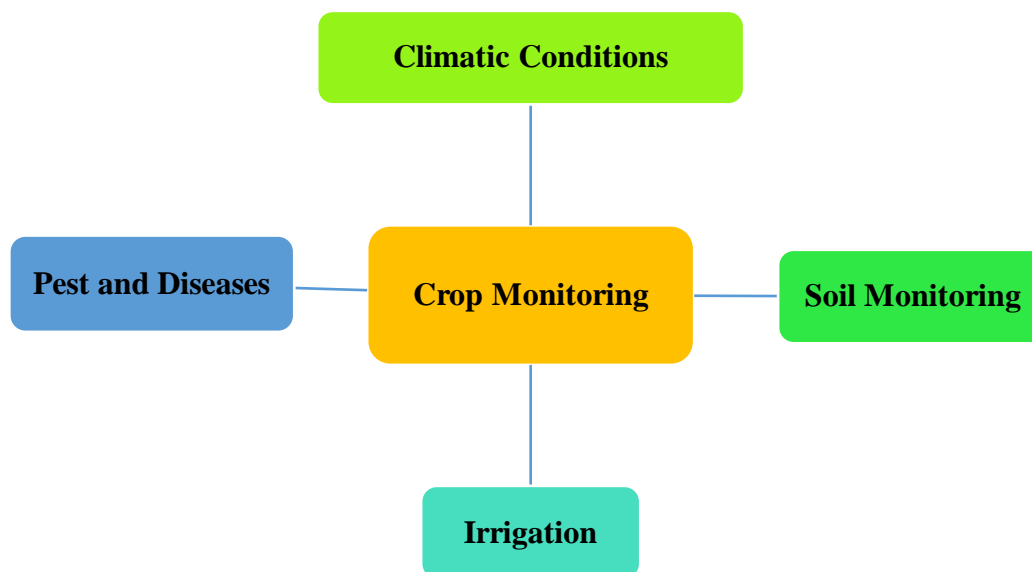 Climatic Conditions
Pest and Diseases
Crop Monitoring
Soil Monitoring
Irrigation